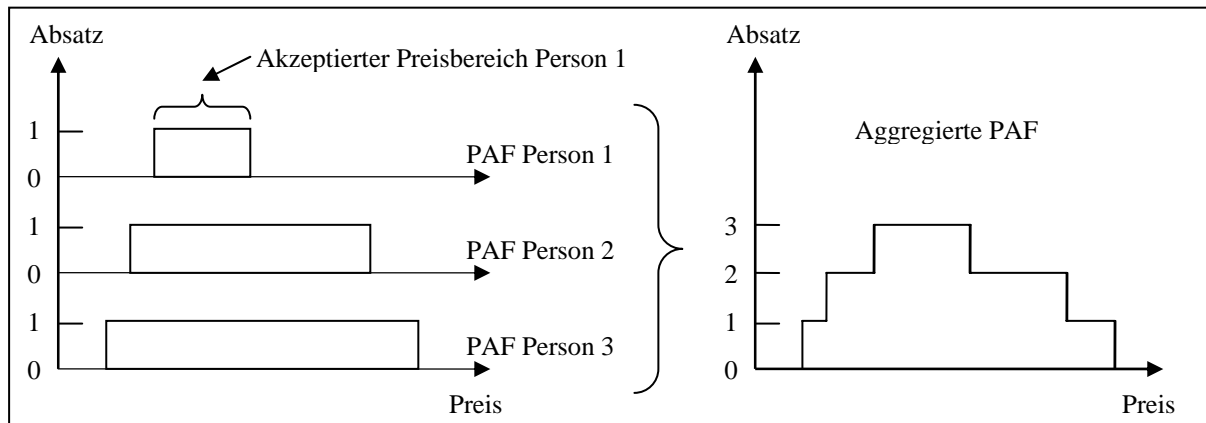 Absatz
Akzeptierter Preisbereich Person 1
1
PAF Person 1
0
1
PAF Person 2
0
1
PAF Person 3
0
Preis
Absatz
Aggregierte PAF
3
2
1
0
Preis